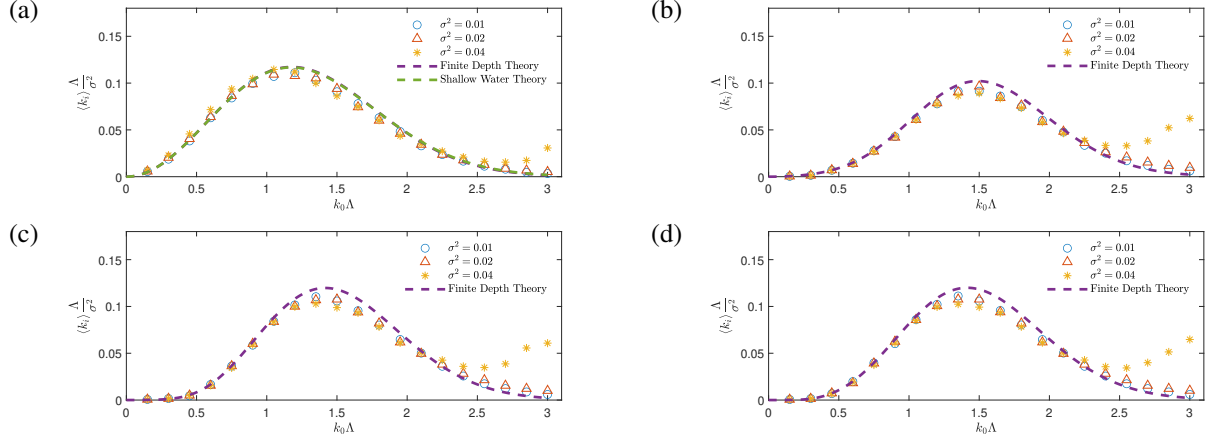 (a)
0.15
0.1
0.05
0
⟨k_i⟩ Λ/σ²
σ² = 0.01
σ² = 0.02
σ² = 0.04
Finite Depth Theory
Shallow Water Theory
0 0.5 1 1.5 2 2.5 3
k₀Λ
(b)
0.15
0.1
0.05
0
⟨k_i⟩ Λ/σ²
σ² = 0.01
σ² = 0.02
σ² = 0.04
Finite Depth Theory
0 0.5 1 1.5 2 2.5 3
k₀Λ
(c)
0.15
0.1
0.05
0
⟨k_i⟩ Λ/σ²
σ² = 0.01
σ² = 0.02
σ² = 0.04
Finite Depth Theory
0 0.5 1 1.5 2 2.5 3
k₀Λ
(d)
0.15
0.1
0.05
0
⟨k_i⟩ Λ/σ²
σ² = 0.01
σ² = 0.02
σ² = 0.04
Finite Depth Theory
0 0.5 1 1.5 2 2.5 3
k₀Λ